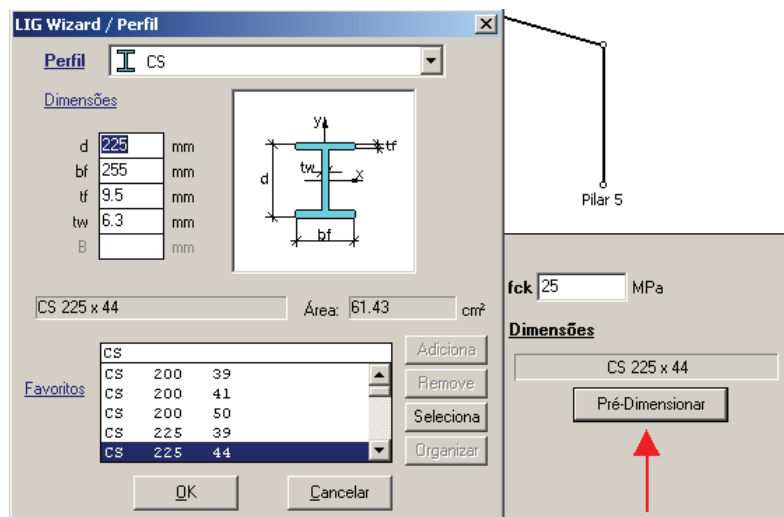 LIG Wizard / Perfil
Perfil CS
Dimensões
d 225 mm
bf 255 mm
tf 9.5 mm
tw 6.3 mm
B mm
y
tf
tw
x
d
bf
CS 225 x 44 Área: 61.43 cm²
Favoritos
CS
CS 200 39
CS 200 41
CS 200 50
CS 225 39
CS 225 44
Adiciona
Remove
Seleciona
Organizar
OK Cancelar
Pilar 5
fck 25 MPa
Dimensões
CS 225 x 44
Pré-Dimensionar